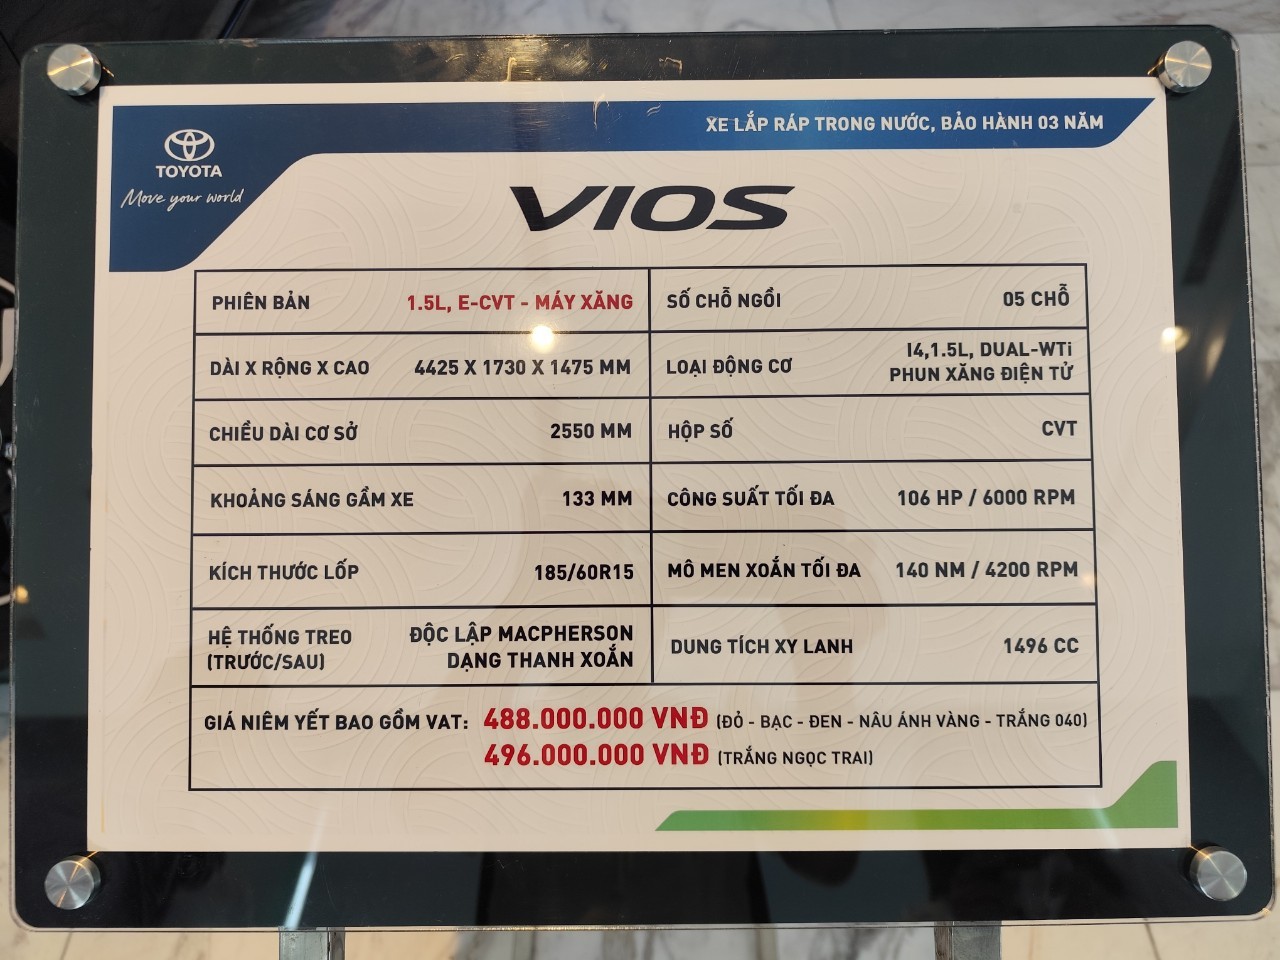 XE LẮP RÁP TRONG NƯỚC, BẢO HÀNH 03 NĂM
TOYOTA
Move your world
VIOS
PHIÊN BẢN 1.5L, E-CVT - MÁY XĂNG
SỐ CHỖ NGỒI 05 CHỖ
DÀI X RỘNG X CAO 4425 X 1730 X 1475 MM
LOẠI ĐỘNG CƠ I4,1.5L, DUAL-WTi
PHUN XĂNG ĐIỆN TỬ
CHIỀU DÀI CƠ SỞ 2550 MM
HỘP SỐ CVT
KHOẢNG SÁNG GẦM XE 133 MM
CÔNG SUẤT TỐI ĐA 106 HP / 6000 RPM
KÍCH THƯỚC LỐP 185/60R15
MÔ MEN XOẮN TỐI ĐA 140 NM / 4200 RPM
HỆ THỐNG TREO ĐỘC LẬP MACPHERSON
(TRƯỚC/SAU) DẠNG THANH XOẮN
DUNG TÍCH XY LANH 1496 CC
GIÁ NIÊM YẾT BAO GỒM VAT: 488.000.000 VNĐ (ĐỎ - BẠC - ĐEN - NÂU ÁNH VÀNG - TRẮNG 040)
496.000.000 VNĐ (TRẮNG NGỌC TRAI)